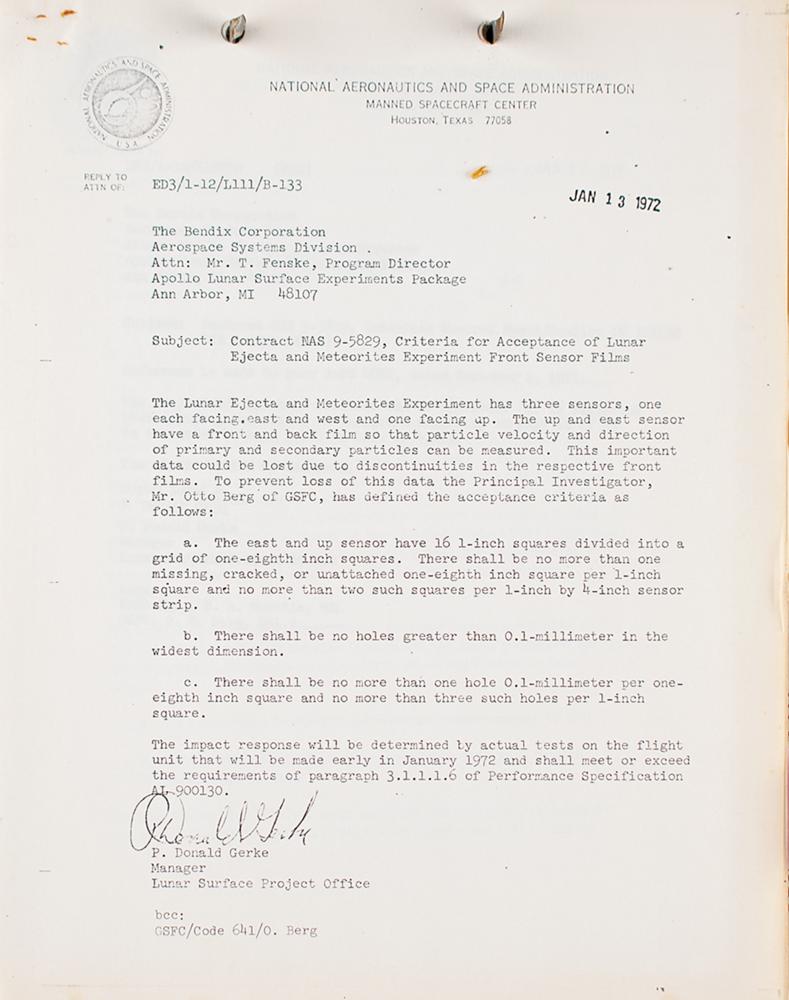 NATIONAL AERONAUTICS AND SPACE ADMINISTRATION
U S A
NATIONAL AERONAUTICS AND SPACE ADMINISTRATION
MANNED SPACECRAFT CENTER
HOUSTON, TEXAS 77058
REPLY TO
ATTN OF:
ED3/1-12/L111/B-133
JAN 13 1972
The Bendix Corporation
Aerospace Systems Division .
Attn: Mr. T. Fenske, Program Director
Apollo Lunar Surface Experiments Package
Ann Arbor, MI 48107
Subject: Contract NAS 9-5829, Criteria for Acceptance of Lunar
Ejecta and Meteorites Experiment Front Sensor Films
The Lunar Ejecta and Meteorites Experiment has three sensors, one
each facing east and west and one facing up. The up and east sensor
have a front and back film so that particle velocity and direction
of primary and secondary particles can be measured. This important
data could be lost due to discontinuities in the respective front
films. To prevent loss of this data the Principal Investigator,
Mr. Otto Berg of GSFC, has defined the acceptance criteria as
follows:
a. The east and up sensor have 16 1-inch squares divided into a
grid of one-eighth inch squares. There shall be no more than one
missing, cracked, or unattached one-eighth inch square per 1-inch
square and no more than two such squares per 1-inch by 4-inch sensor
strip.
b. There shall be no holes greater than 0.1-millimeter in the
widest dimension.
c. There shall be no more than one hole 0.1-millimeter per one-
eighth inch square and no more than three such holes per 1-inch
square.
The impact response will be determined by actual tests on the flight
unit that will be made early in January 1972 and shall meet or exceed
the requirements of paragraph 3.1.1.1.6 of Performance Specification
AL-900130.
P. Donald Gerke
Manager
Lunar Surface Project Office
bcc:
GSFC/Code 641/O. Berg